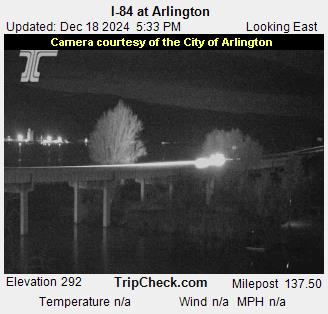 I-84 at Arlington
Updated: Dec 18 2024 5:33 PM Looking East
Camera courtesy of the City of Arlington
Elevation 292 TripCheck.com Milepost 137.50
Temperature n/a Wind n/a MPH n/a